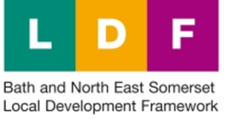 L D F
Bath and North East Somerset
Local Development Framework